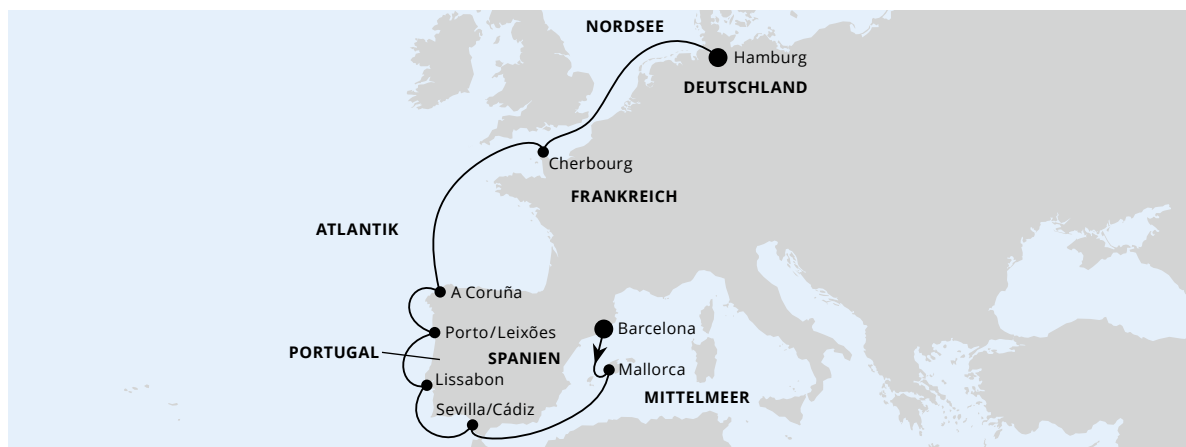 NORDSEE
Hamburg
DEUTSCHLAND
Cherbourg
FRANKREICH
ATLANTIK
A Coruña
Porto/Leixões
Barcelona
PORTUGAL
SPANIEN
Mallorca
Lissabon
MITTELMEER
Sevilla/Cádiz